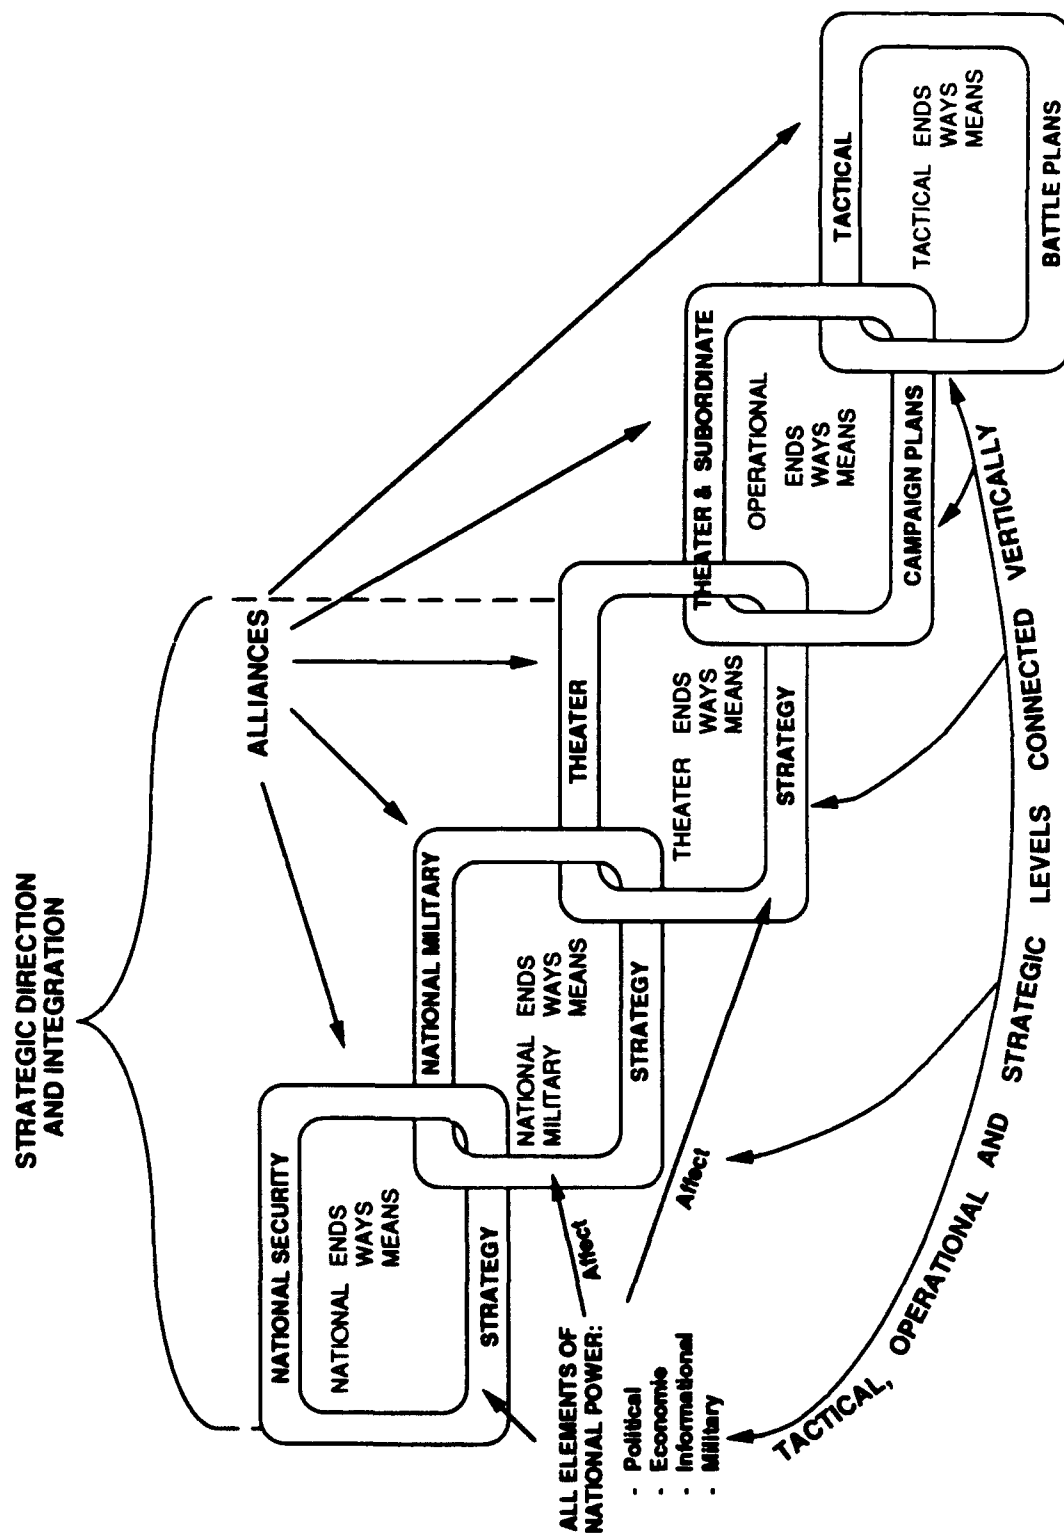 STRATEGIC DIRECTION
AND INTEGRATION
ALLIANCES
NATIONAL SECURITY
NATIONAL ENDS
WAYS
MEANS
STRATEGY
NATIONAL MILITARY
NATIONAL ENDS
MILITARY WAYS
MEANS
STRATEGY
THEATER
THEATER ENDS
WAYS
MEANS
STRATEGY
THEATER & SUBORDINATE
OPERATIONAL
ENDS
WAYS
MEANS
CAMPAIGN PLANS
TACTICAL
TACTICAL ENDS
WAYS
MEANS
BATTLE PLANS
ALL ELEMENTS OF
NATIONAL POWER:
- Political
- Economic
- Informational
- Military
Affect
Affect
TACTICAL, OPERATIONAL AND STRATEGIC LEVELS CONNECTED VERTICALLY